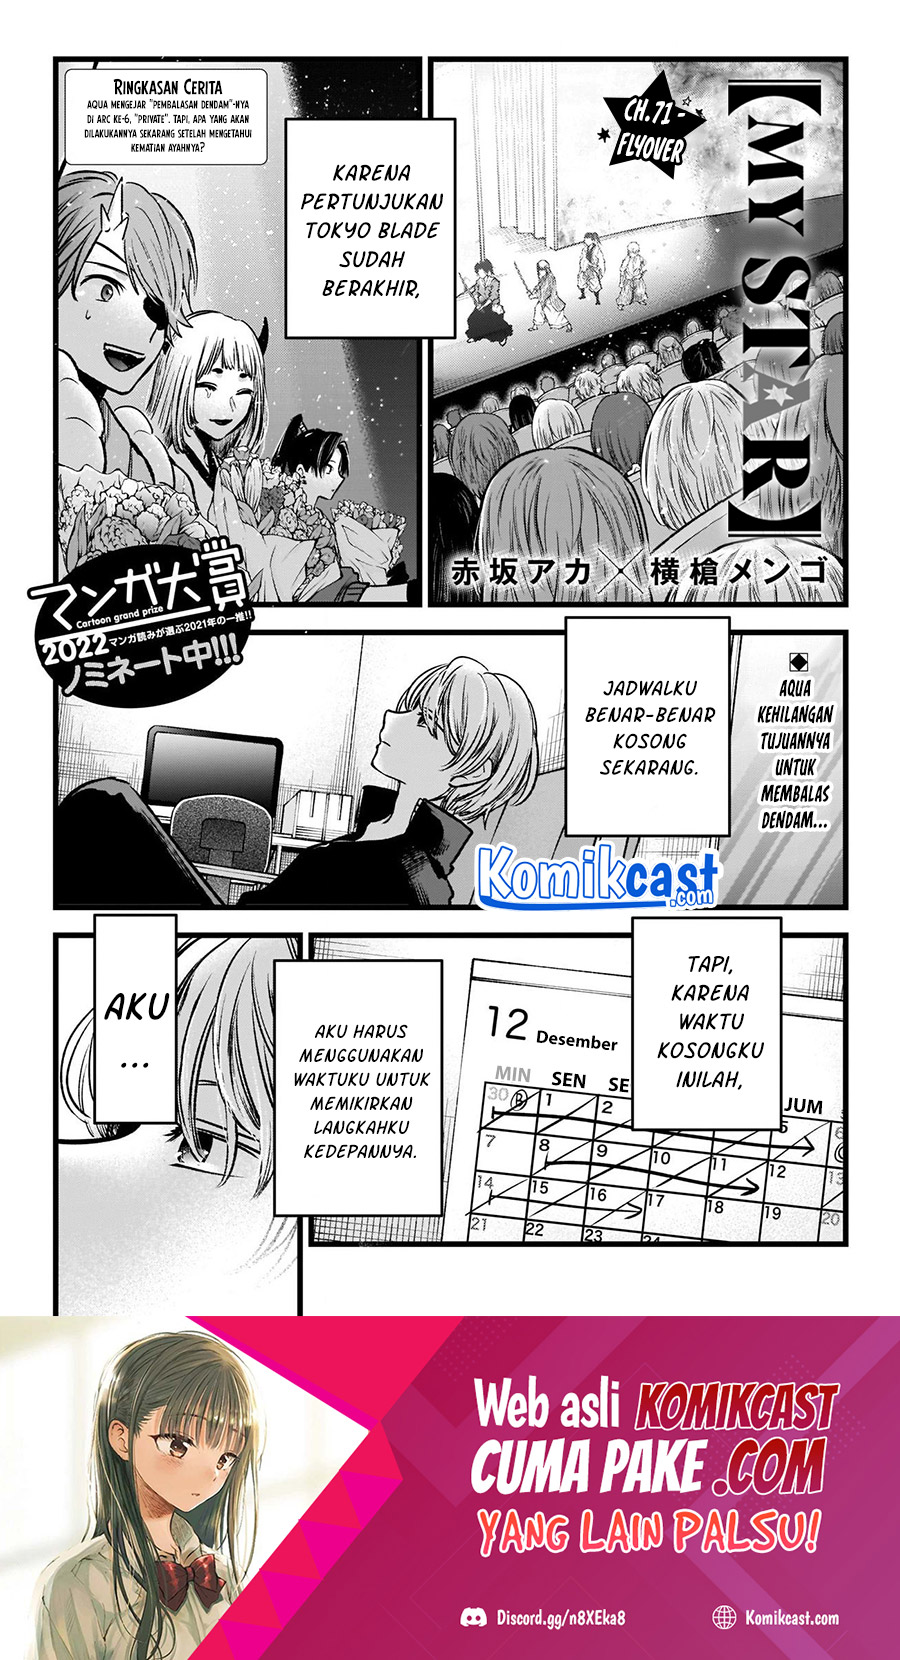 RINGKASAN CERITA
AQUA MENGEJAR "PEMBALASAN DENDAM"-NYA
DI ARC KE-6, "PRIVATE". TAPI, APA YANG AKAN
DILAKUKANNYA SEKARANG SETELAH MENGETAHUI
KEMATIAN AYAHNYA?
KARENA
PERTUNJUKAN
TOKYO BLADE
SUDAH
BERAKHIR,
CH.71 -
FLYOVER
【MY STAR】
赤坂アカ×横槍メンゴ
マンガ大賞
Cartoon grand prize
2022 マンガ読みが選ぶ2021年の一推!!
ノミネート中!!!
JADWALKU
BENAR-BENAR
KOSONG
SEKARANG.
AQUA
KEHILANGAN
TUJUANNYA
UNTUK
MEMBALAS
DENDAM...
Komikcast
.com
AKU
...
AKU HARUS
MENGGUNAKAN
WAKTUKU UNTUK
MEMIKIRKAN
LANGKAHKU
KEDEPANNYA.
TAPI,
KARENA
WAKTU
KOSONGKU
INILAH,
12 Desember
MIN SEN SE JUM
30 1 2 5
7 8 9 10 11 12
14 15 16 17 18 19 20
21 22 23 24
Web asli KOMIKCAST
CUMA PAKE .COM
YANG LAIN PALSU!
Discord.gg/n8XEka8
Komikcast.com